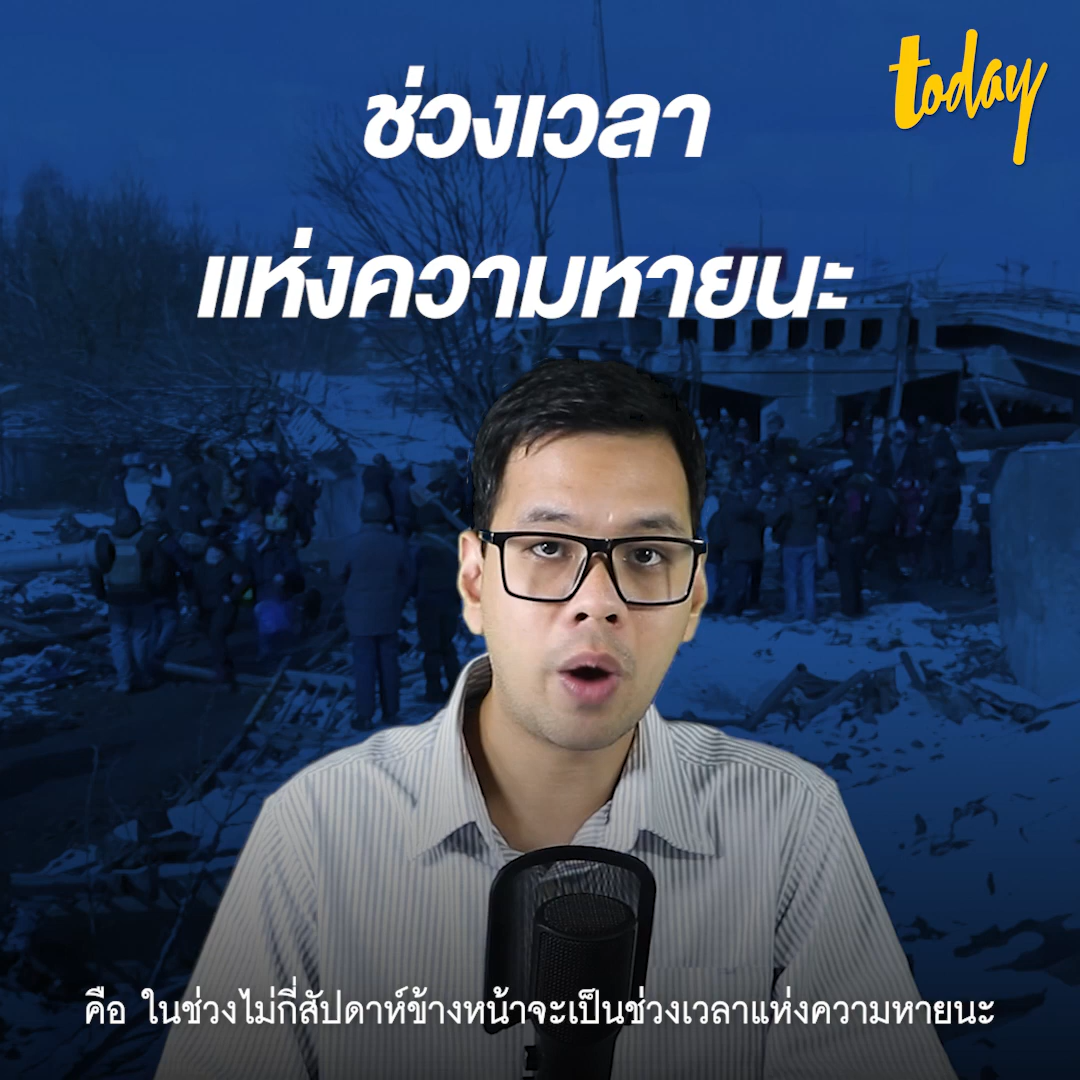 today
ช่วงเวลา
แห่งความหายนะ
คือ ในช่วงไม่กี่สัปดาห์ข้างหน้าจะเป็นช่วงเวลาแห่งความหายนะ